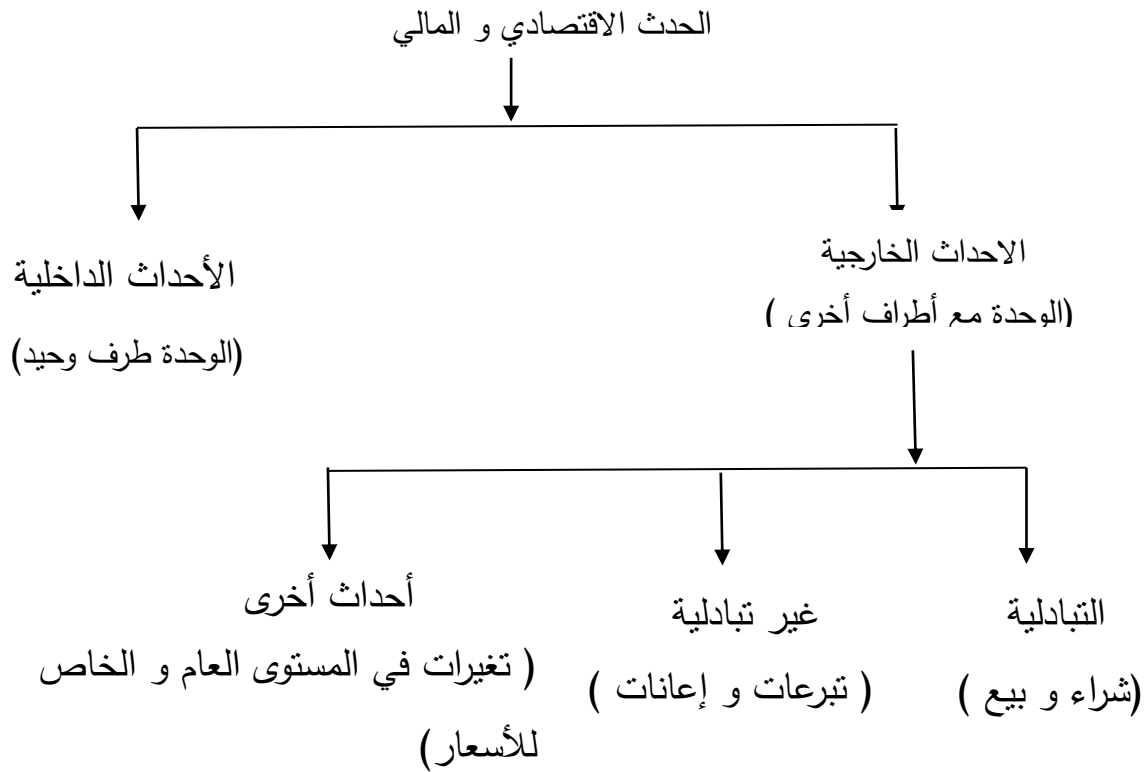 الحدث الاقتصادي و المالي
الاحداث الخارجية
(الوحدة مع أطراف أخرى )
الأحداث الداخلية
(الوحدة طرف وحيد)
التبادلية
(شراء و بيع )
غير تبادلية
( تبرعات و إعانات )
أحداث أخرى
( تغيرات في المستوى العام و الخاص
للأسعار)